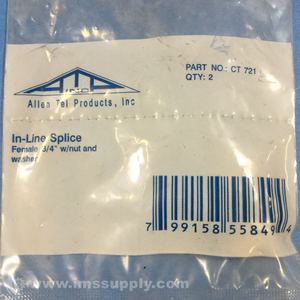 PART NO.: CT 721
QTY: 2
Allen Tel Products, Inc
In-Line Splice
Female 3/4" w/nut and
washer
7 99158 55849 4
www.imssupply.com